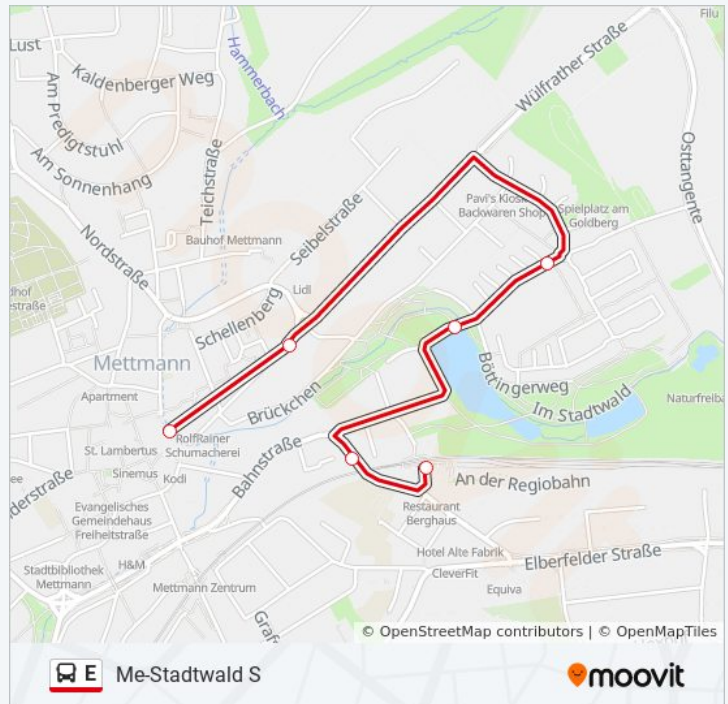 Filu
Lust
Kaldenberger Weg
Hammerbach
Wülfrather Straße
Am Predigtstuhl
Am Sonnenhang
Teichstraße
Osttangente
Seibelstraße
Pavi's Kiosk
Backwaren Shop
Spielplatz am
Goldberg
Nordstraße
Bauhof Mettmann
Lidl
Schellenberg
Mettmann
Böttingerweg
Im Stadtwald
Naturfreiba
Apartment
Brückchen
RolfRainer
Schumacherei
St. Lambertus
Bahnstraße
Sinemus
Kodi
An der Regiobahn
Evangelisches
Gemeindehaus
Freiheitstraße
Restaurant
Berghaus
Hotel Alte Fabrik
Elberfelder Straße
CleverFit
Equiva
H&M
Stadtbibliothek
Mettmann
Mettmann Zentrum
© OpenStreetMap contributors | © OpenMapTiles
E Me-Stadtwald S
moovit